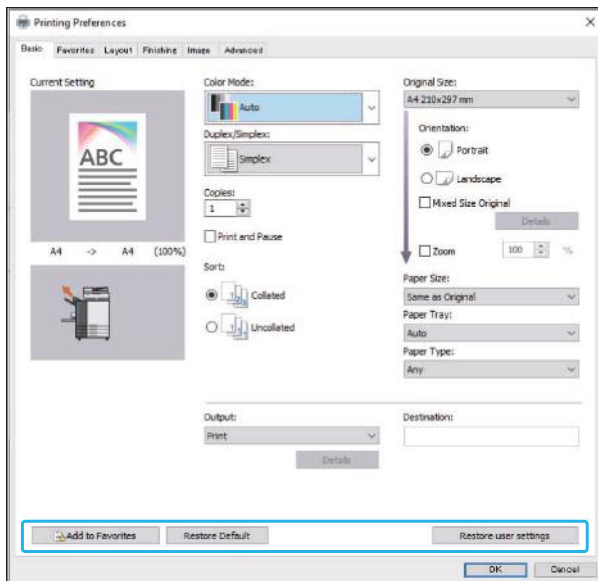 Printing Preferences
Basic Favorites Layout Finishing Image Advanced
Current Setting
ABC
A4 -> A4 (100%)
Color Mode:
Auto
Duplex/Simplex:
Simplex
Copies:
1
Print and Pause
Sort:
Collated
Uncollated
Original Size:
A4 210x297 mm
Orientation:
Portrait
Landscape
Mixed Size Original
Details
Zoom 100 %
Paper Size:
Same as Original
Paper Tray:
Auto
Paper Type:
Any
Output:
Print
Details
Destination:
Add to Favorites Restore Default Restore user settings
OK Cancel